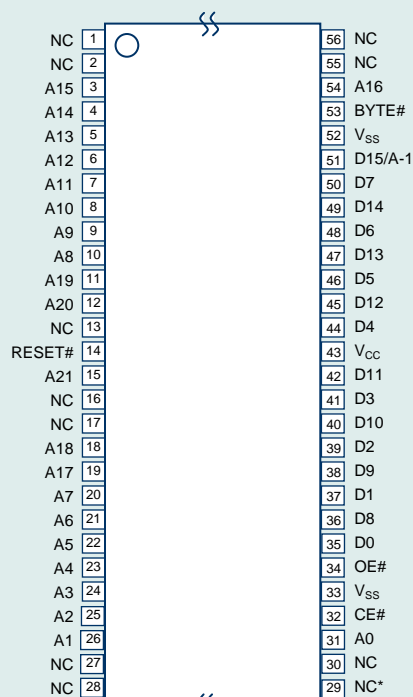 NC 1 56 NC
NC 2 55 NC
A15 3 54 A16
A14 4 53 BYTE#
A13 5 52 VSS
A12 6 51 D15/A-1
A11 7 50 D7
A10 8 49 D14
A9 9 48 D6
A8 10 47 D13
A19 11 46 D5
A20 12 45 D12
NC 13 44 D4
RESET# 14 43 VCC
A21 15 42 D11
NC 16 41 D3
NC 17 40 D10
A18 18 39 D2
A17 19 38 D9
A7 20 37 D1
A6 21 36 D8
A5 22 35 D0
A4 23 34 OE#
A3 24 33 VSS
A2 25 32 CE#
A1 26 31 A0
NC 27 30 NC
NC 28 29 NC*